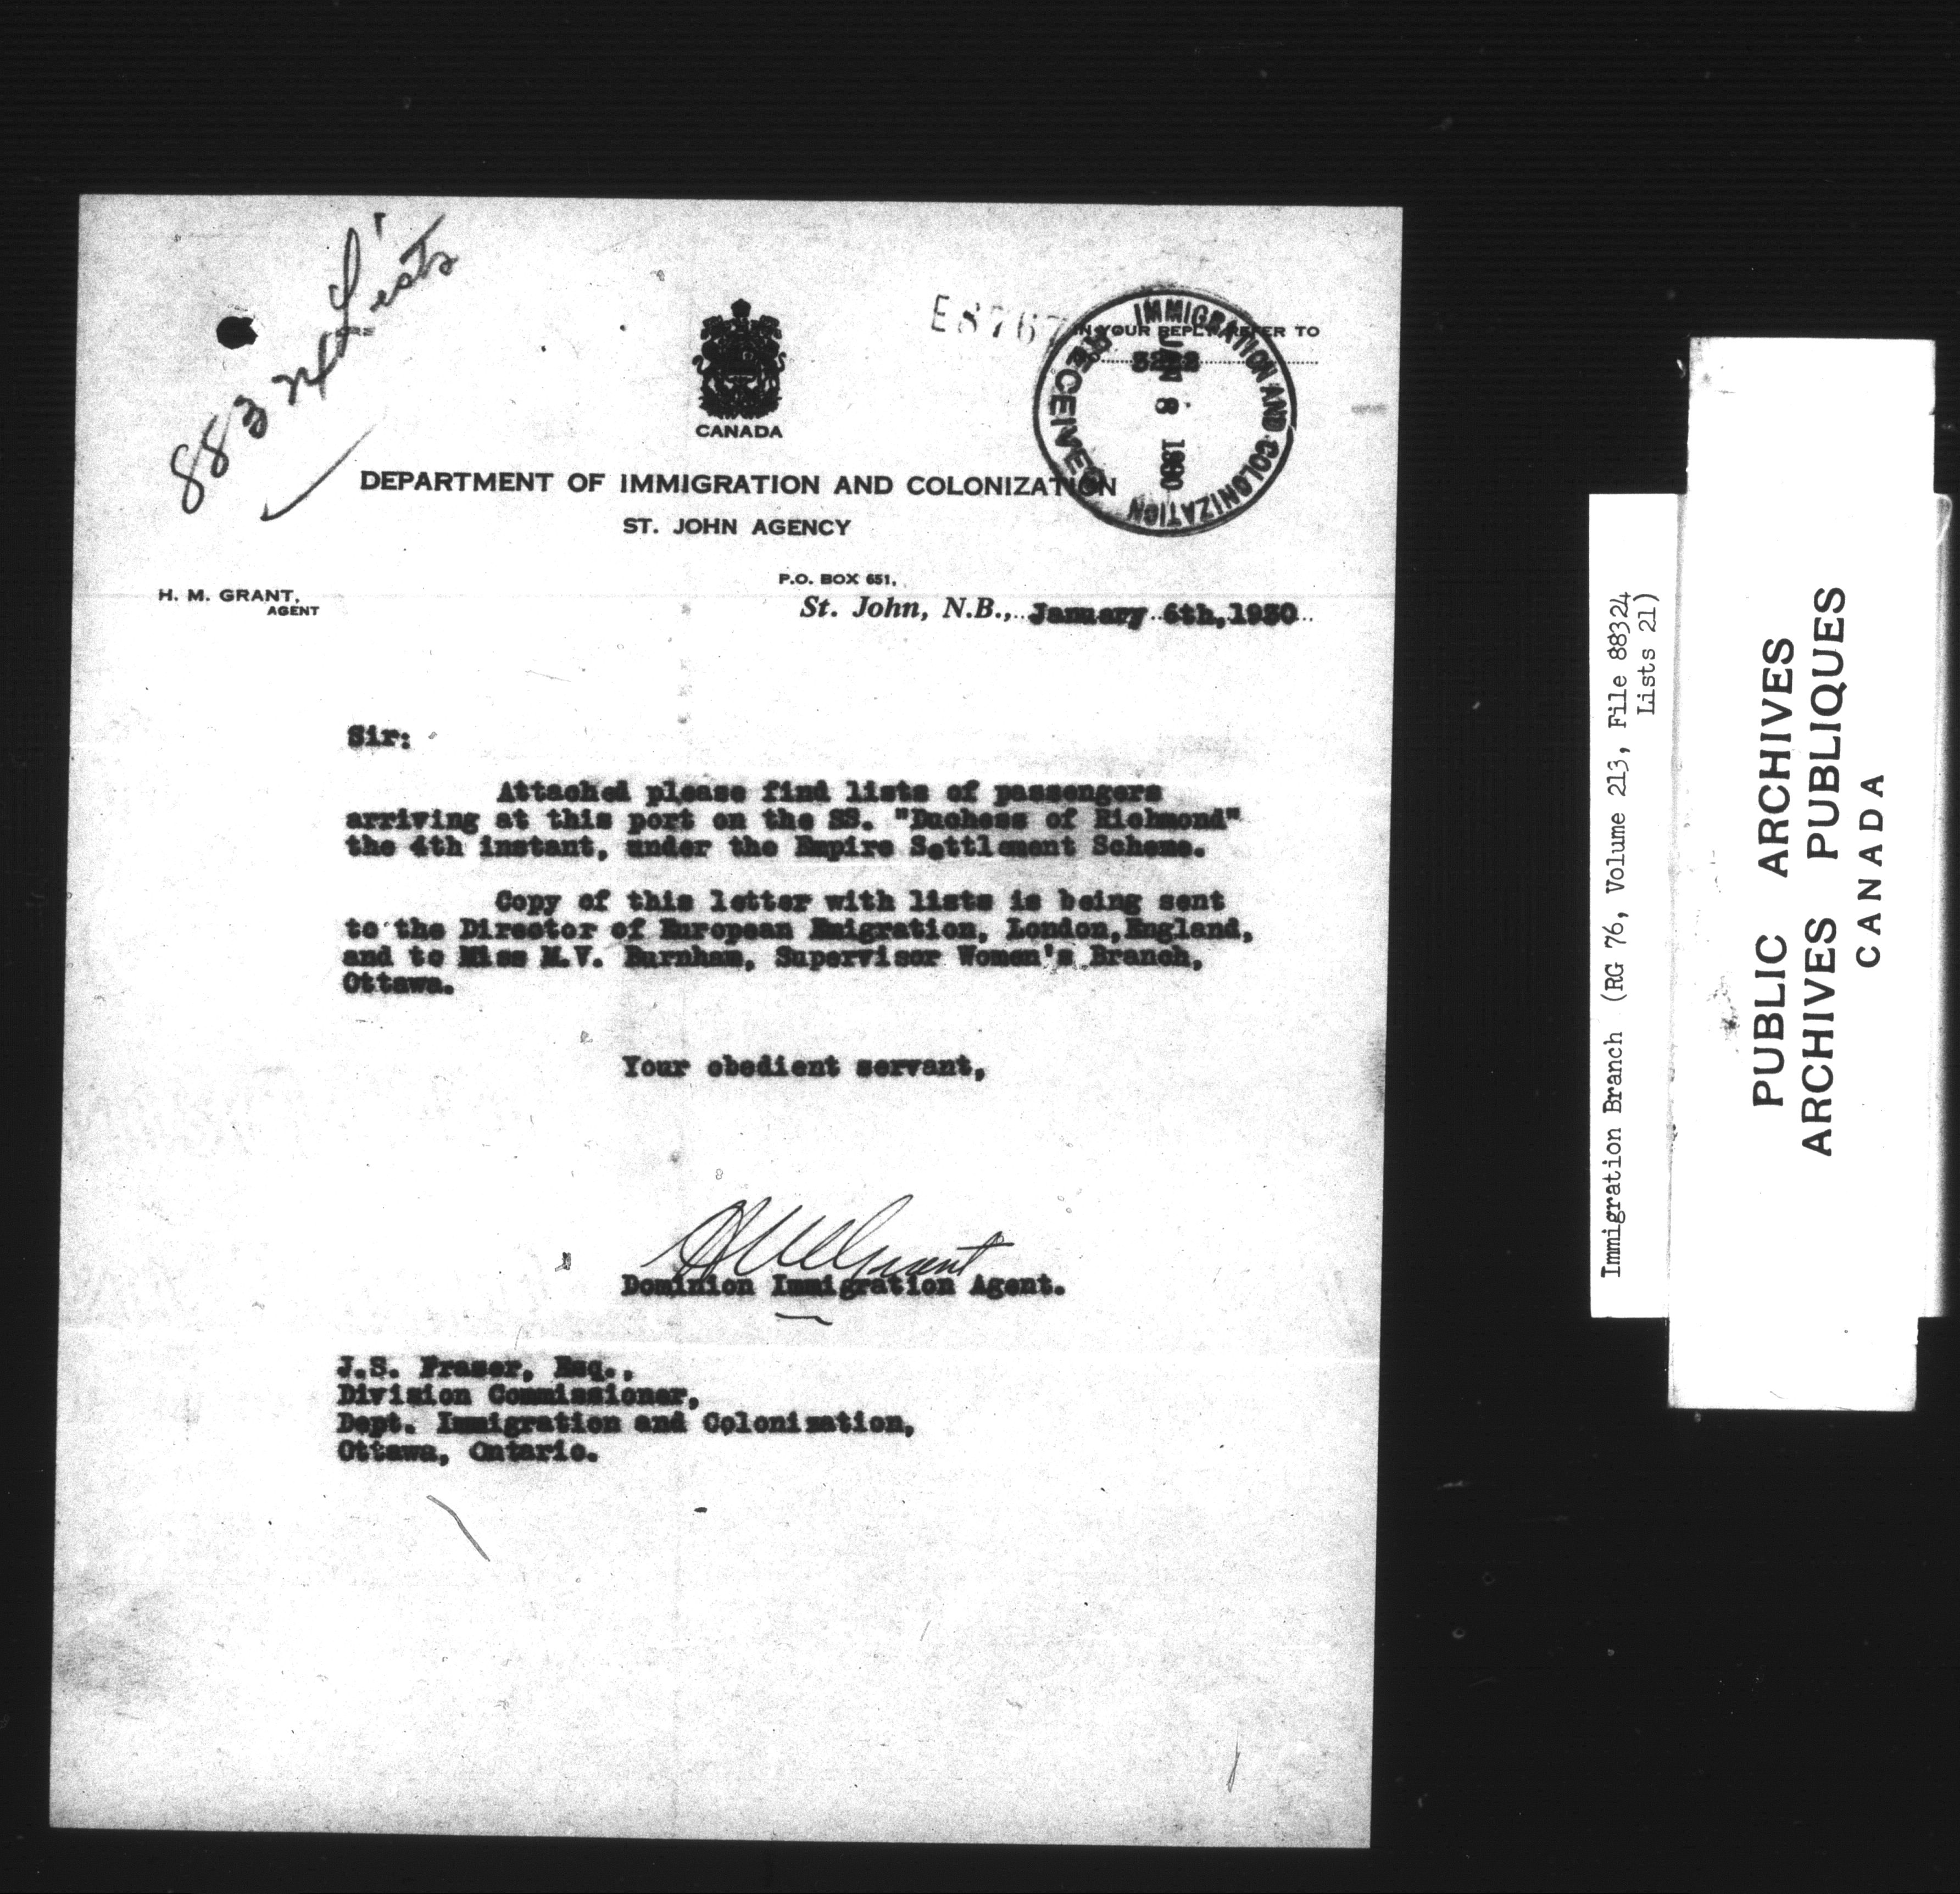 88324 Lists
E8767
IN YOUR REPLY REFER TO
3222
IMMIGRATION AND COLONIZATION
RECEIVED
JAN 8 1930
CANADA
DEPARTMENT OF IMMIGRATION AND COLONIZATION
ST. JOHN AGENCY
H. M. GRANT,
AGENT
P.O. BOX 651,
St. John, N.B., January 6th, 1930
Sir:
Attached please find lists of passengers
arriving at this port on the SS. "Duchess of Richmond"
the 4th instant, under the Empire Settlement Scheme.
Copy of this letter with lists is being sent
to the Director of European Emigration, London, England,
and to Miss M.V. Burnham, Supervisor Women's Branch,
Ottawa.
Your obedient servant,
H M Grant
Dominion Immigration Agent.
J.S. Fraser, Esq.,
Division Commissioner,
Dept. Immigration and Colonization,
Ottawa, Ontario.
Immigration Branch (RG 76, Volume 213, File 88324
Lists 21)
PUBLIC ARCHIVES
ARCHIVES PUBLIQUES
CANADA